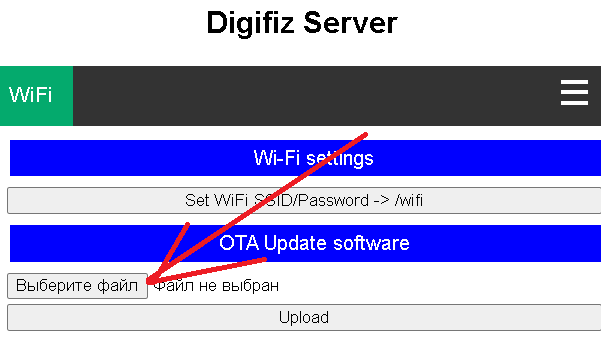 Digifiz Server
WiFi
Wi-Fi settings
Set WiFi SSID/Password -> /wifi
OTA Update software
Выберите файл Файл не выбран
Upload